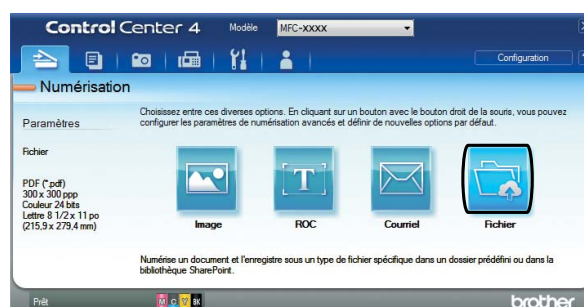 Control Center 4 Modèle MFC-XXXX
Configuration
Numérisation
Paramètres
Choisissez entre ces diverses options. En cliquant sur un bouton avec le bouton droit de la souris, vous pouvez
configurer les paramètres de numérisation avancés et définir de nouvelles options par défaut.
Fichier
PDF (*.pdf)
300 x 300 ppp
Couleur 24 bits
Lettre 8 1/2 x 11 po
(215,9 x 279,4 mm)
T
Image ROC Courriel Fichier
Numérise un document et l'enregistre sous un type de fichier spécifique dans un dossier prédéfini ou dans la
bibliothèque SharePoint.
Prêt M C Y BK brother